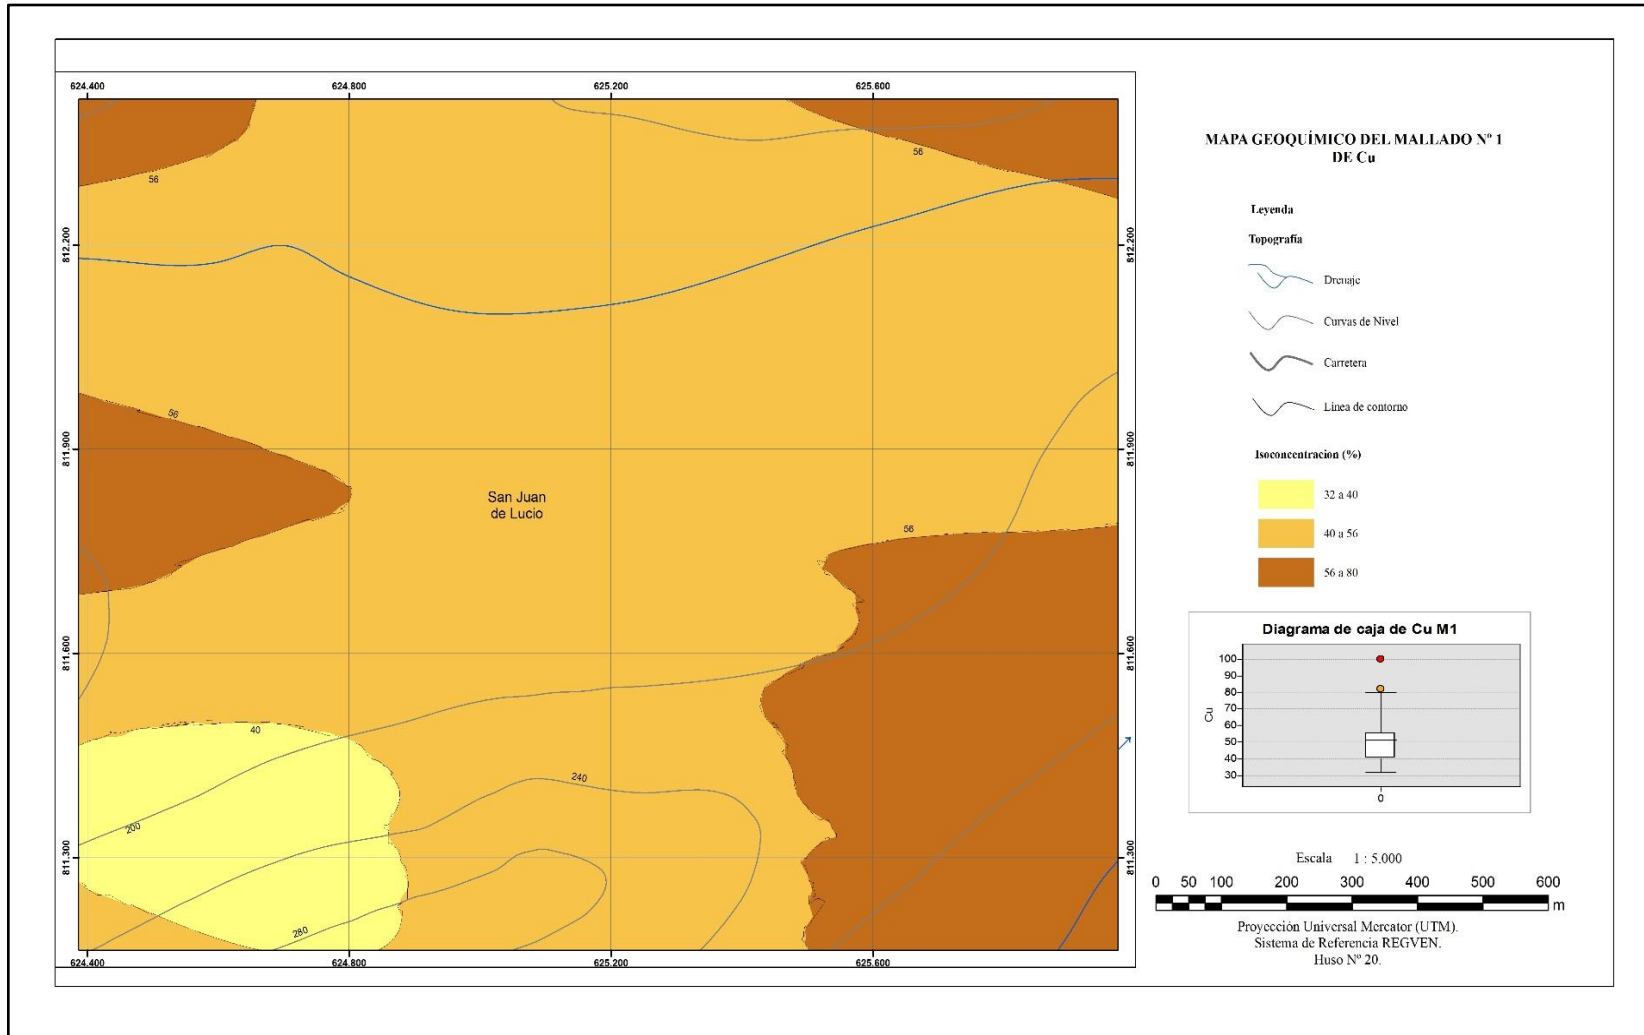 624.400 624.800 625.200 625.600
56
56
812.200
812.200
56
811.900
811.900
San Juan
de Lucio
56
811.600
811.600
40
240
200
811.300
811.300
280
624.400 624.800 625.200 625.600
MAPA GEOQUÍMICO DEL MALLADO Nº 1
DE Cu
Leyenda
Topografía
Drenaje
Curvas de Nivel
Carretera
Linea de contorno
Isoconcentracion (%)
32 a 40
40 a 56
56 a 80
Diagrama de caja de Cu M1
100
90
80
70
60
50
40
30
Cu
0
Escala 1 : 5.000
0 50 100 200 300 400 500 600
m
Proyección Universal Mercator (UTM).
Sistema de Referencia REGVEN.
Huso Nº 20.